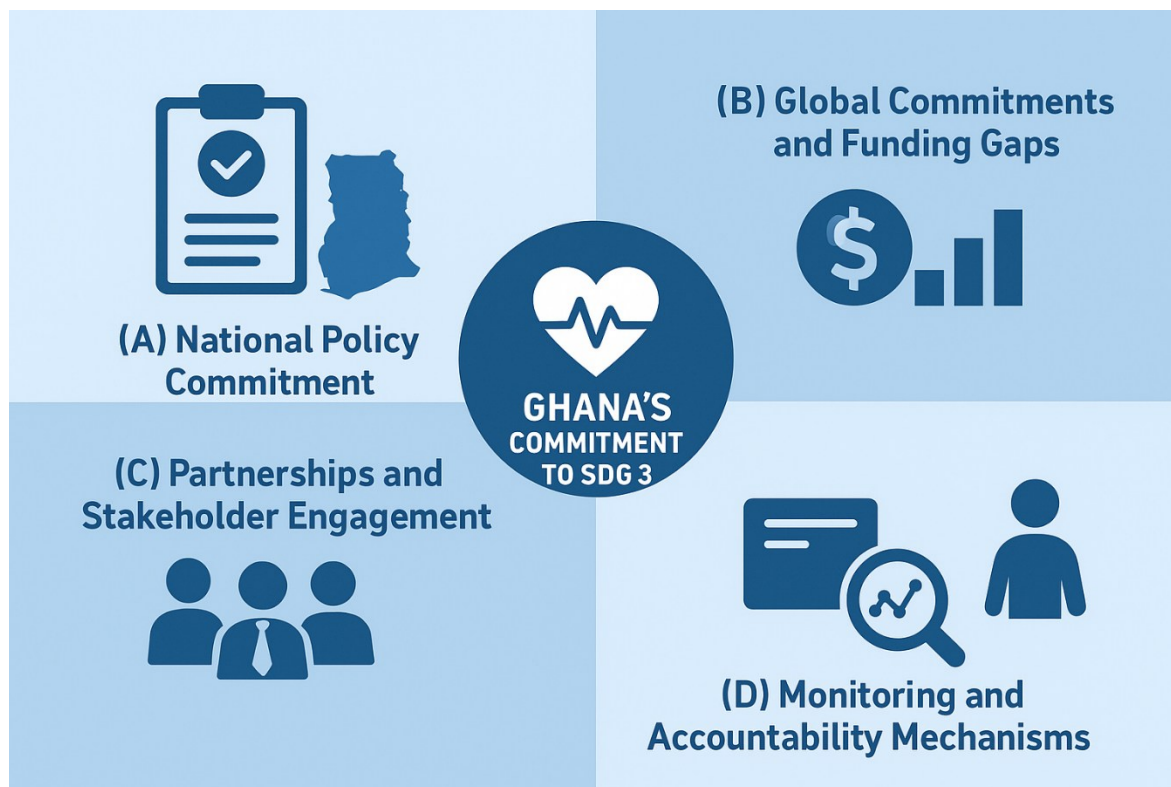 (A) National Policy
Commitment
(B) Global Commitments
and Funding Gaps
$
GHANA'S
COMMITMENT
TO SDG 3
(C) Partnerships and
Stakeholder Engagement
(D) Monitoring and
Accountability Mechanisms